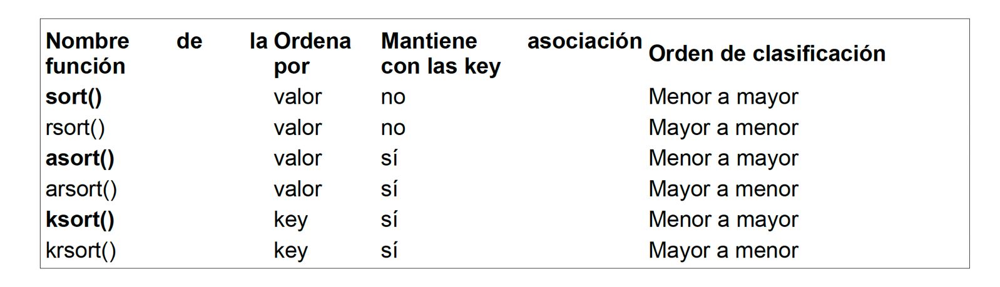 Nombre de la función Ordena por Mantiene asociación con las key Orden de clasificación
sort() valor no Menor a mayor
rsort() valor no Mayor a menor
asort() valor sí Menor a mayor
arsort() valor sí Mayor a menor
ksort() key sí Menor a mayor
krsort() key sí Mayor a menor